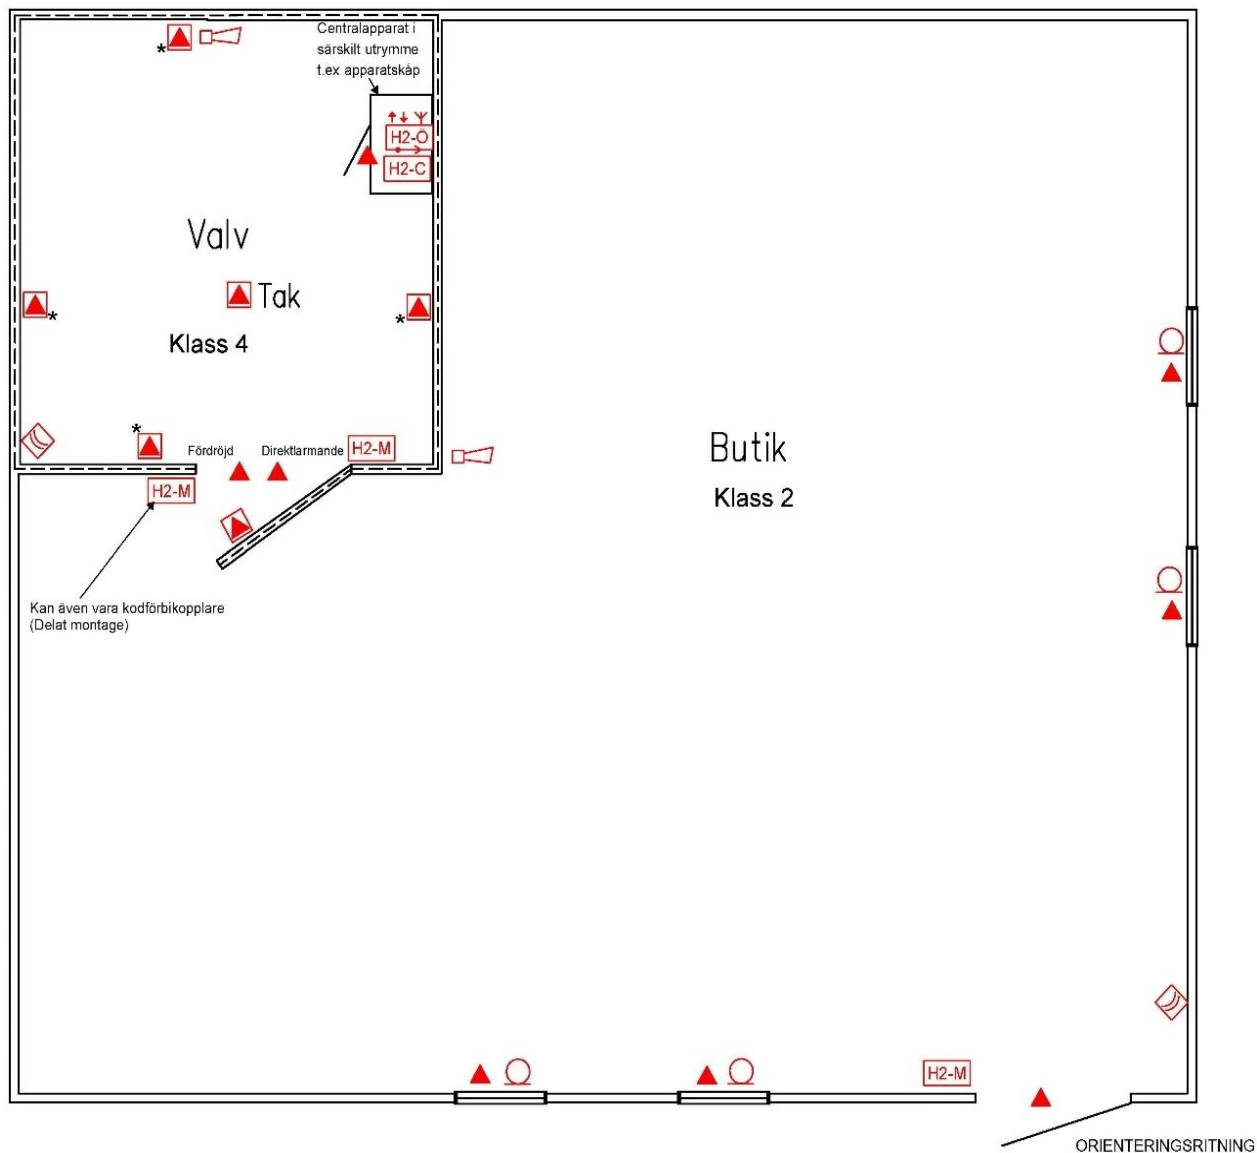 Centralapparat i
särskilt utrymme
t.ex apparatskåp
*
H2-Ö
H2-C
Valv
Tak
*
*
Klass 4
*
Fördröjd
Direktlarmande
H2-M
H2-M
Butik
Klass 2
Kan även vara kodförbikopplare
(Delat montage)
H2-M
ORIENTERINGSRITNING